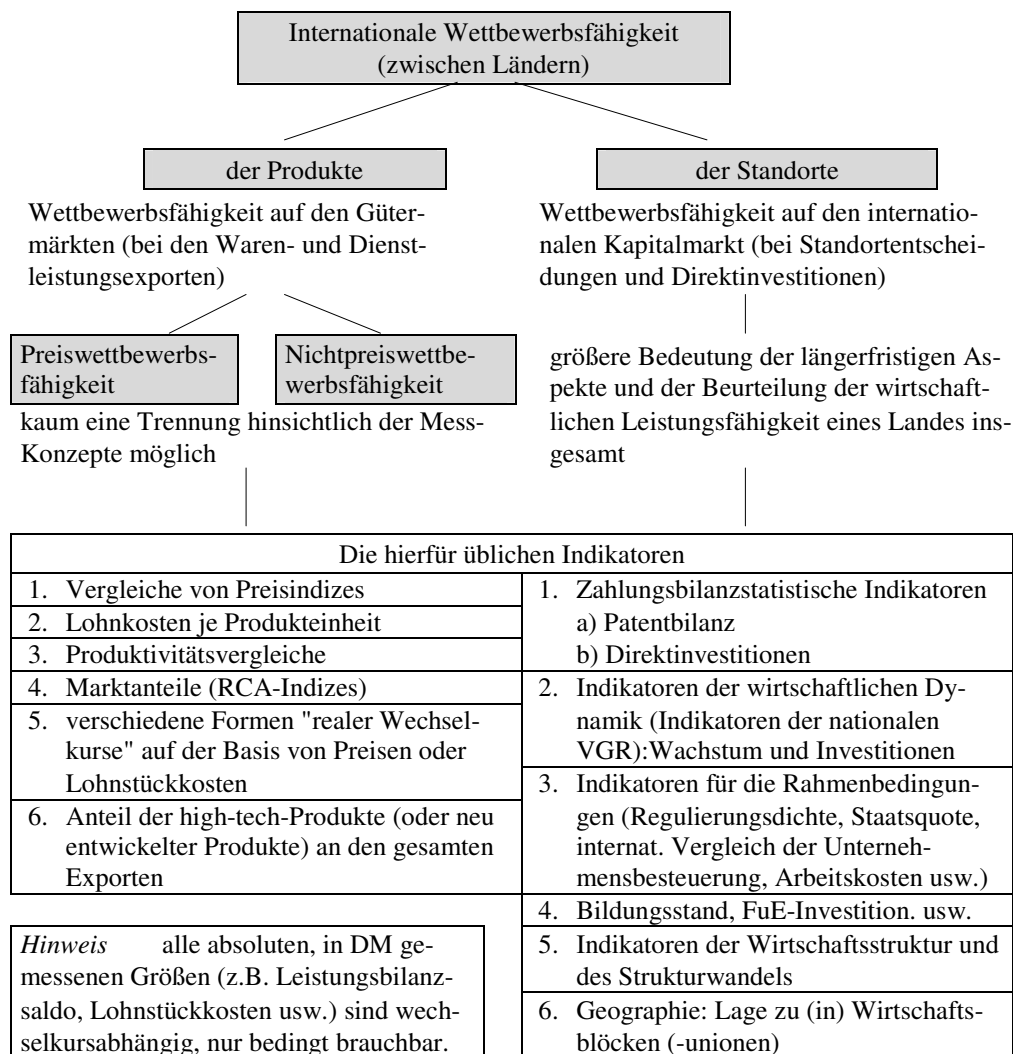 Internationale Wettbewerbsfähigkeit
(zwischen Ländern)
der Produkte
Wettbewerbsfähigkeit auf den Güter-
märkten (bei den Waren- und Dienst-
leistungsexporten)
Preiswettbewerbs-
fähigkeit
Nichtpreiswettbe-
werbsfähigkeit
kaum eine Trennung hinsichtlich der Mess-
Konzepte möglich
der Standorte
Wettbewerbsfähigkeit auf den internatio-
nalen Kapitalmarkt (bei Standortentschei-
dungen und Direktinvestitionen)
größere Bedeutung der längerfristigen As-
pekte und der Beurteilung der wirtschaft-
lichen Leistungsfähigkeit eines Landes ins-
gesamt
Die hierfür üblichen Indikatoren
1. Vergleiche von Preisindizes
2. Lohnkosten je Produkteinheit
3. Produktivitätsvergleiche
4. Marktanteile (RCA-Indizes)
5. verschiedene Formen "realer Wechsel-
kurse" auf der Basis von Preisen oder
Lohnstückkosten
6. Anteil der high-tech-Produkte (oder neu
entwickelter Produkte) an den gesamten
Exporten
Hinweis alle absoluten, in DM ge-
messenen Größen (z.B. Leistungsbilanz-
saldo, Lohnstückkosten usw.) sind wech-
selkursabhängig, nur bedingt brauchbar.
1. Zahlungsbilanzstatistische Indikatoren
a) Patentbilanz
b) Direktinvestitionen
2. Indikatoren der wirtschaftlichen Dy-
namik (Indikatoren der nationalen
VGR):Wachstum und Investitionen
3. Indikatoren für die Rahmenbedingun-
gen (Regulierungsdichte, Staatsquote,
internat. Vergleich der Unterneh-
mensbesteuerung, Arbeitskosten usw.)
4. Bildungsstand, FuE-Investition. usw.
5. Indikatoren der Wirtschaftsstruktur und
des Strukturwandels
6. Geographie: Lage zu (in) Wirtschafts-
blöcken (-unionen)